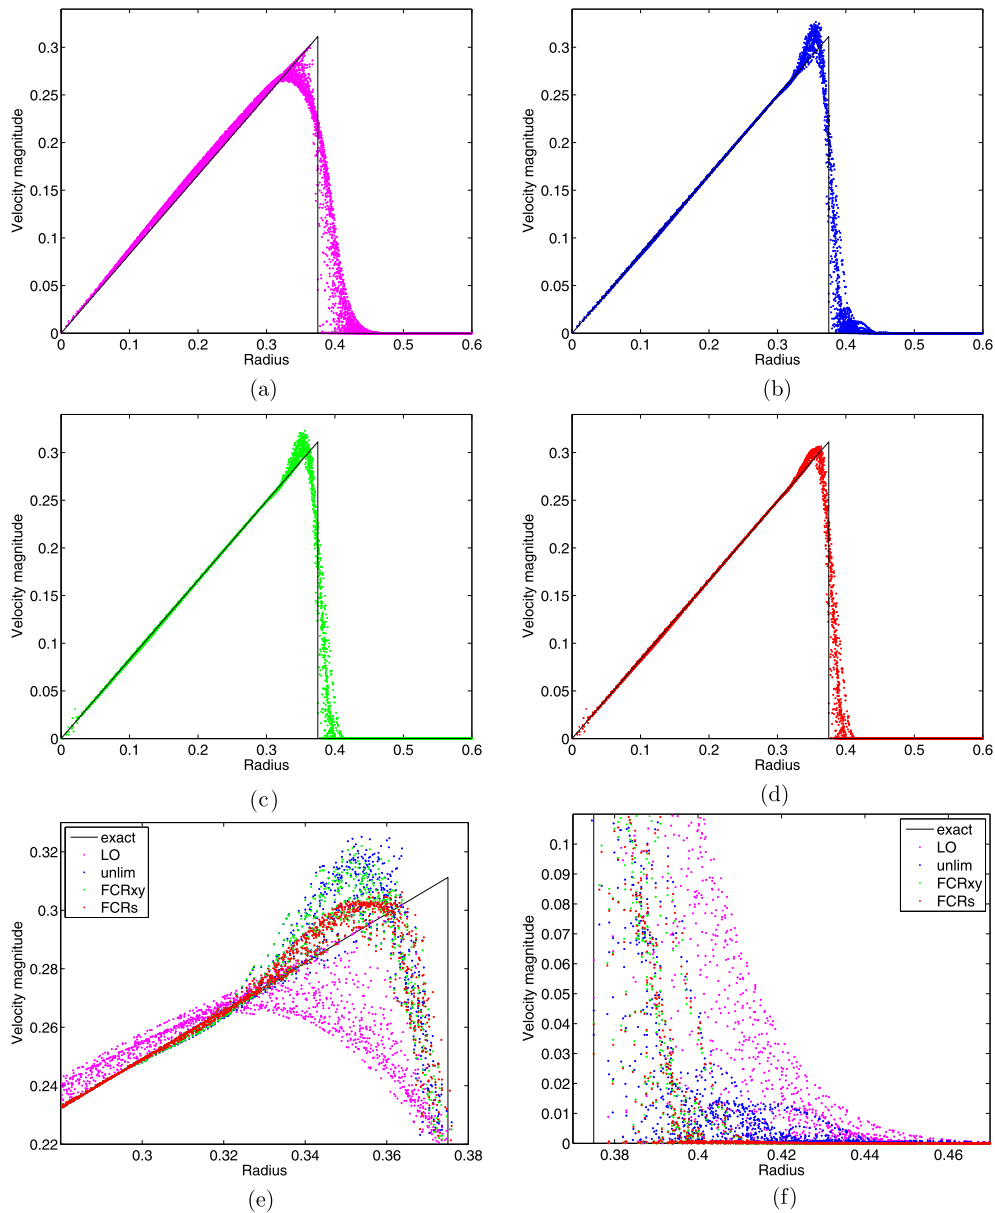 0.3
0.25
0.2
0.15
0.1
0.05
0
Velocity magnitude
0 0.1 0.2 0.3 0.4 0.5 0.6
Radius
(a)
0.3
0.25
0.2
0.15
0.1
0.05
0
Velocity magnitude
0 0.1 0.2 0.3 0.4 0.5 0.6
Radius
(b)
0.3
0.25
0.2
0.15
0.1
0.05
0
Velocity magnitude
0 0.1 0.2 0.3 0.4 0.5 0.6
Radius
(c)
0.3
0.25
0.2
0.15
0.1
0.05
0
Velocity magnitude
0 0.1 0.2 0.3 0.4 0.5 0.6
Radius
(d)
exact
LO
unlim
FCRxy
FCRs
0.32
0.3
0.28
0.26
0.24
0.22
Velocity magnitude
0.3 0.32 0.34 0.36 0.38
Radius
(e)
exact
LO
unlim
FCRxy
FCRs
0.1
0.09
0.08
0.07
0.06
0.05
0.04
0.03
0.02
0.01
0
Velocity magnitude
0.38 0.4 0.42 0.44 0.46
Radius
(f)